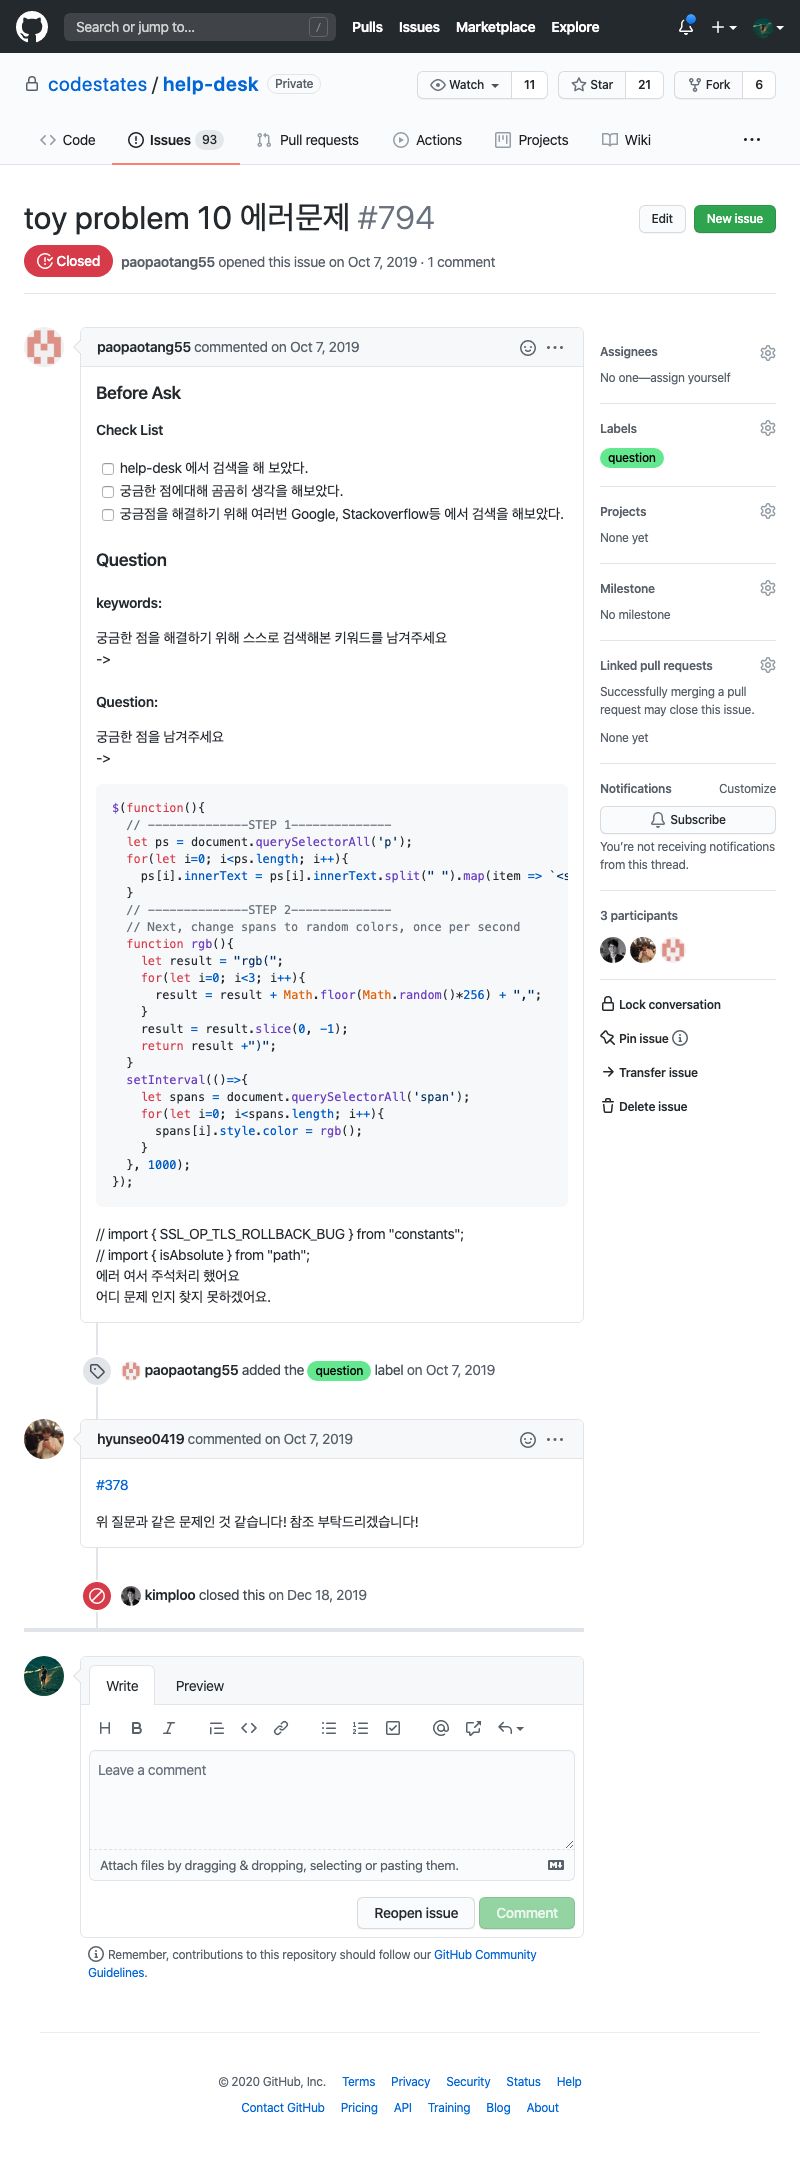 Search or jump to... /
Pulls Issues Marketplace Explore
codestates / help-desk Private
Watch 11 Star 21 Fork 6
Code Issues 93 Pull requests Actions Projects Wiki ...
toy problem 10 에러문제 #794
Edit New issue
Closed paopaotang55 opened this issue on Oct 7, 2019 · 1 comment
paopaotang55 commented on Oct 7, 2019
Before Ask
Check List
help-desk 에서 검색을 해 보았다.
궁금한 점에대해 곰곰히 생각을 해보았다.
궁금점을 해결하기 위해 여러번 Google, Stackoverflow등 에서 검색을 해보았다.
Question
keywords:
궁금한 점을 해결하기 위해 스스로 검색해본 키워드를 남겨주세요
->
Question:
궁금한 점을 남겨주세요
->
$(function(){
// --------------STEP 1--------------
let ps = document.querySelectorAll('p');
for(let i=0; i<ps.length; i++){
ps[i].innerText = ps[i].innerText.split(" ").map(item => `<s
}
// --------------STEP 2--------------
// Next, change spans to random colors, once per second
function rgb(){
let result = "rgb(";
for(let i=0; i<3; i++){
result = result + Math.floor(Math.random()*256) + ",";
}
result = result.slice(0, -1);
return result +")";
}
setInterval(()=>{
let spans = document.querySelectorAll('span');
for(let i=0; i<spans.length; i++){
spans[i].style.color = rgb();
}
}, 1000);
});
// import { SSL_OP_TLS_ROLLBACK_BUG } from "constants";
// import { isAbsolute } from "path";
에러 여서 주석처리 했어요
어디 문제 인지 찾지 못하겠어요.
paopaotang55 added the question label on Oct 7, 2019
hyunseo0419 commented on Oct 7, 2019
#378
위 질문과 같은 문제인 것 같습니다! 참조 부탁드리겠습니다!
kimploo closed this on Dec 18, 2019
Write Preview
H B I @
Leave a comment
Attach files by dragging & dropping, selecting or pasting them.
Reopen issue Comment
Remember, contributions to this repository should follow our GitHub Community
Guidelines.
Assignees
No one—assign yourself
Labels
question
Projects
None yet
Milestone
No milestone
Linked pull requests
Successfully merging a pull
request may close this issue.
None yet
Notifications Customize
Subscribe
You're not receiving notifications
from this thread.
3 participants
Lock conversation
Pin issue
Transfer issue
Delete issue
© 2020 GitHub, Inc. Terms Privacy Security Status Help
Contact GitHub Pricing API Training Blog About